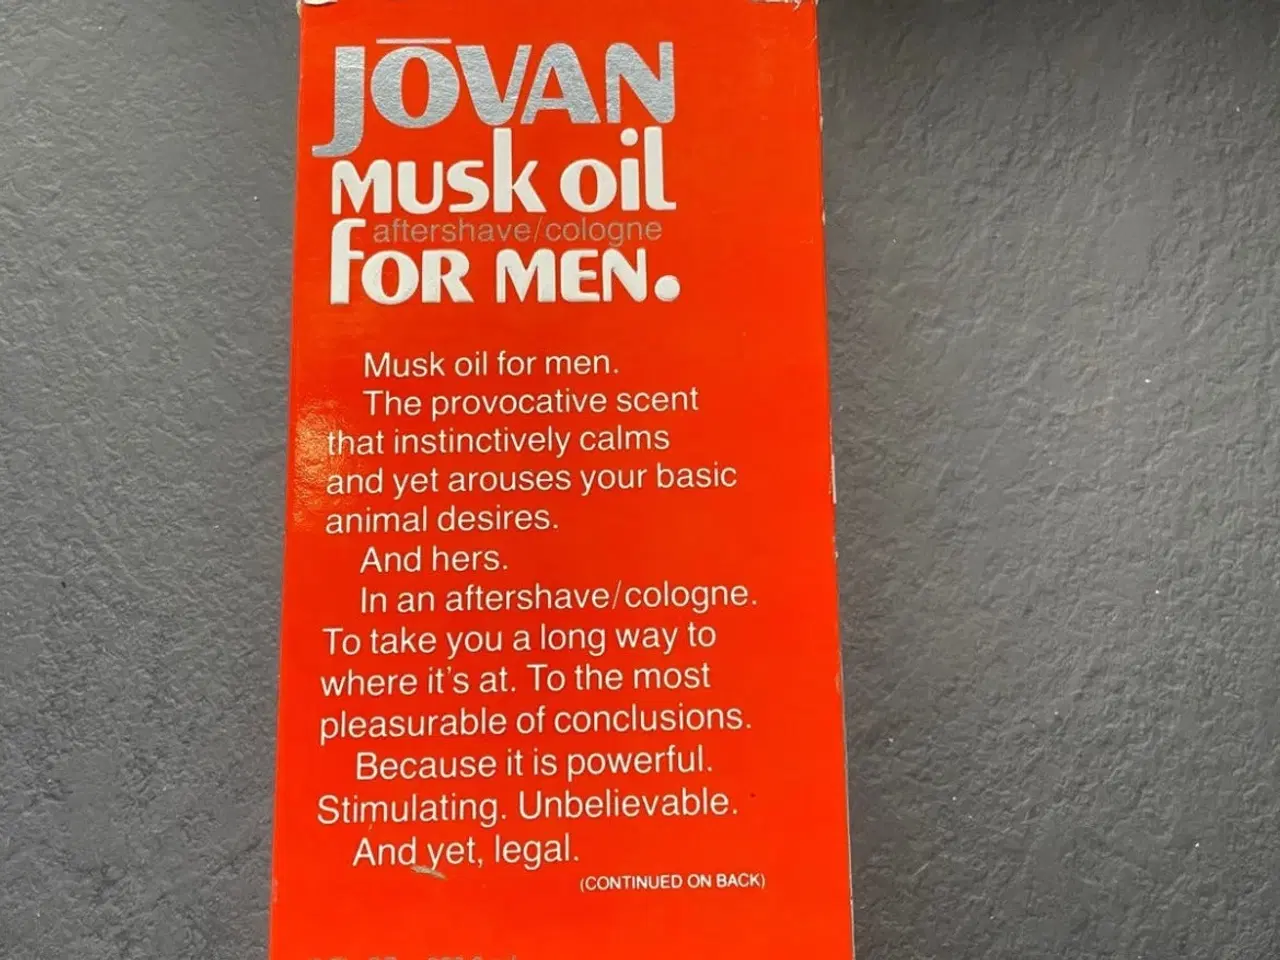 JŌVAN
MUSK OIL
aftershave/cologne
FOR MEN.
Musk oil for men.
The provocative scent
that instinctively calms
and yet arouses your basic
animal desires.
And hers.
In an aftershave/cologne.
To take you a long way to
where it's at. To the most
pleasurable of conclusions.
Because it is powerful.
Stimulating. Unbelievable.
And yet, legal.
(CONTINUED ON BACK)